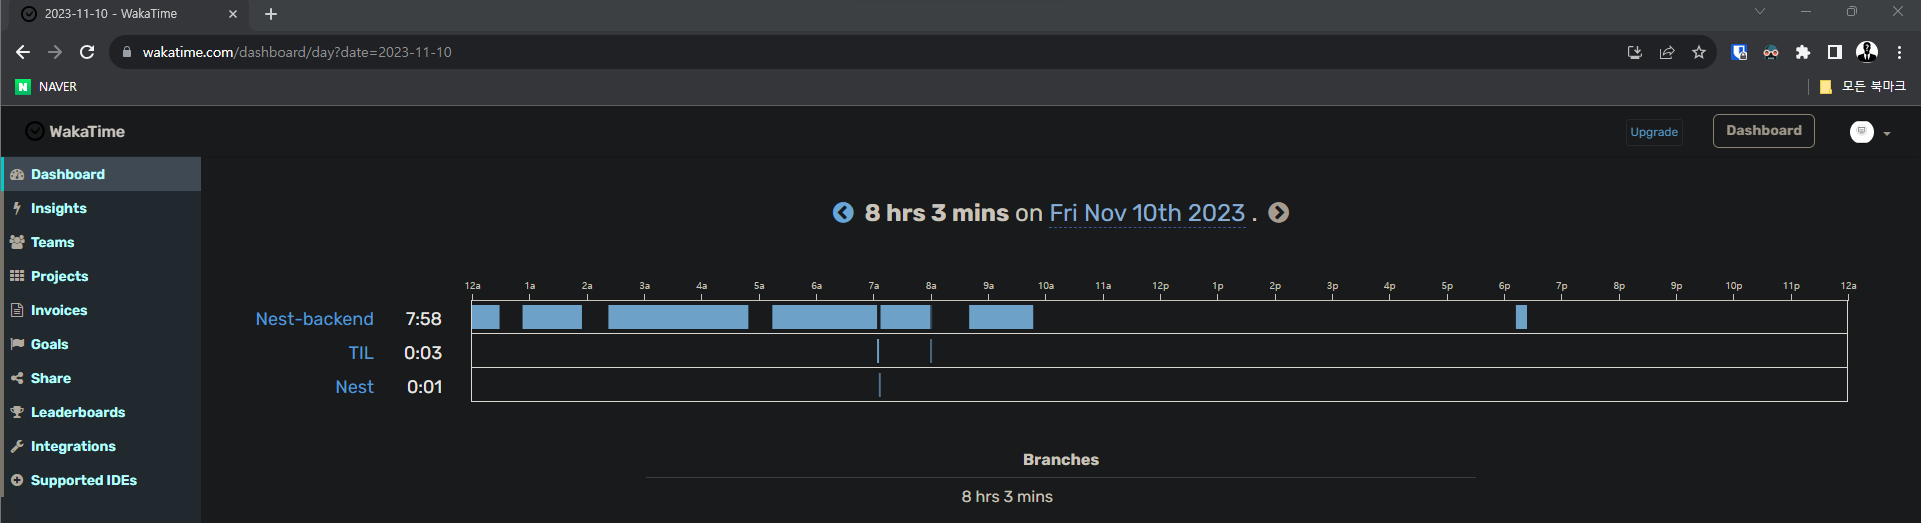 2023-11-10 - WakaTime
wakatime.com/dashboard/day?date=2023-11-10
N NAVER 모든 북마크
WakaTime Upgrade Dashboard
Dashboard
Insights
Teams
Projects
Invoices
Goals
Share
Leaderboards
Integrations
Supported IDEs
8 hrs 3 mins on Fri Nov 10th 2023 .
12a 1a 2a 3a 4a 5a 6a 7a 8a 9a 10a 11a 12p 1p 2p 3p 4p 5p 6p 7p 8p 9p 10p 11p 12a
Nest-backend 7:58
TIL 0:03
Nest 0:01
Branches
8 hrs 3 mins